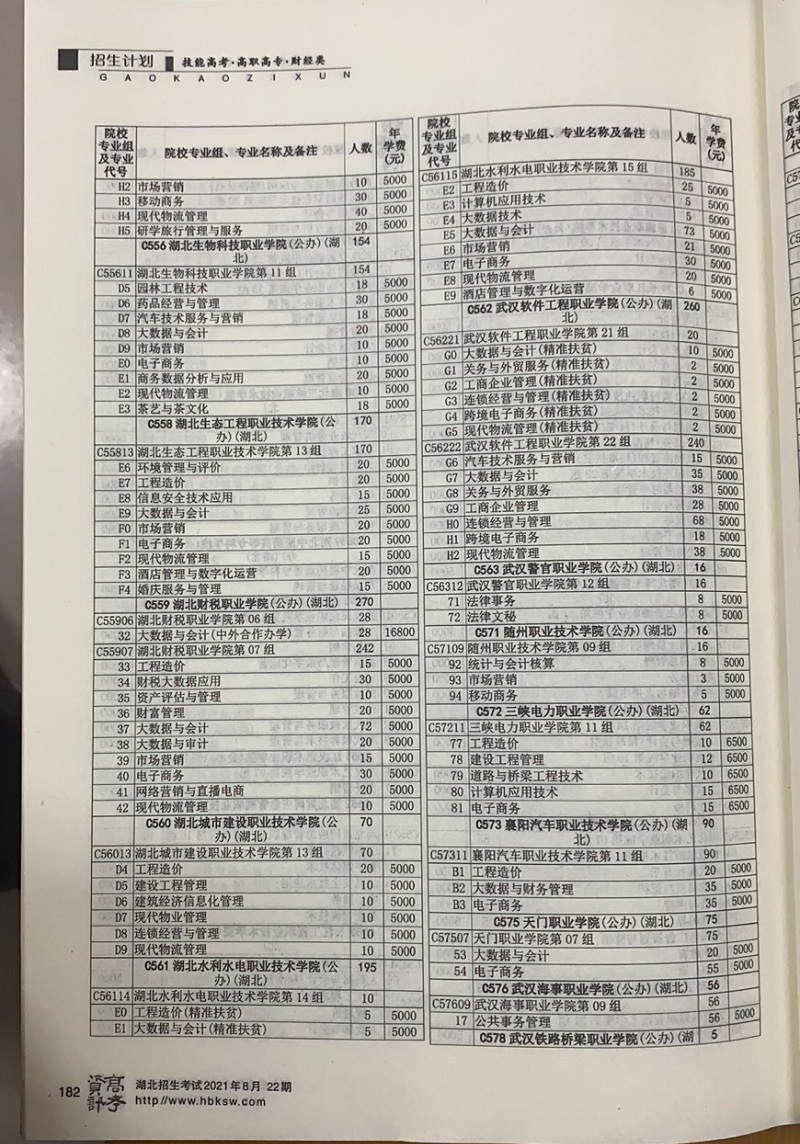 招生计划 技能高考·高职高专·财经类
GAOKAOZIXUN
院校专业组及专业代号 院校专业组、专业名称及备注 人数 年学费(元)
H2 市场营销 10 5000
H3 移动商务 30 5000
H4 现代物流管理 40 5000
H5 研学旅行管理与服务 20 5000
C556 湖北生物科技职业学院(公办)(湖 154
北)
C55611 湖北生物科技职业学院第11组 154
D5 园林工程技术 18 5000
D6 药品经营与管理 30 5000
D7 汽车技术服务与营销 18 5000
D8 大数据与会计 20 5000
D9 市场营销 10 5000
E0 电子商务 10 5000
E1 商务数据分析与应用 20 5000
E2 现代物流管理 10 5000
E3 茶艺与茶文化 18 5000
C558 湖北生态工程职业技术学院(公 170
办)(湖北)
C55813 湖北生态工程职业技术学院第13组 170
E6 环境管理与评价 20 5000
E7 工程造价 20 5000
E8 信息安全技术应用 15 5000
E9 大数据与会计 25 5000
F0 市场营销 20 5000
F1 电子商务 20 5000
F2 现代物流管理 15 5000
F3 酒店管理与数字化运营 20 5000
F4 婚庆服务与管理 15 5000
C559 湖北财税职业学院(公办)(湖北) 270
C55906 湖北财税职业学院第06组 28
32 大数据与会计(中外合作办学) 28 16800
C55907 湖北财税职业学院第07组 242
33 工程造价 15 5000
34 财税大数据应用 30 5000
35 资产评估与管理 10 5000
36 财富管理 20 5000
37 大数据与会计 72 5000
38 大数据与审计 20 5000
39 市场营销 15 5000
40 电子商务 30 5000
41 网络营销与直播电商 20 5000
42 现代物流管理 10 5000
C560 湖北城市建设职业技术学院(公 70
办)(湖北)
C56013 湖北城市建设职业技术学院第13组 70
D4 工程造价 20 5000
D5 建设工程管理 10 5000
D6 建筑经济信息化管理 10 5000
D7 现代物业管理 10 5000
D8 连锁经营与管理 10 5000
D9 现代物流管理 10 5000
C561 湖北水利水电职业技术学院(公 195
办)(湖北)
C56114 湖北水利水电职业技术学院第14组 10
E0 工程造价(精准扶贫) 5 5000
E1 大数据与会计(精准扶贫) 5 5000
院校专业组及专业代号 院校专业组、专业名称及备注 人数 年学费(元)
C56115 湖北水利水电职业技术学院第15组 185
E2 工程造价 25 5000
E3 计算机应用技术 5 5000
E4 大数据技术 5 5000
E5 大数据与会计 73 5000
E6 市场营销 21 5000
E7 电子商务 30 5000
E8 现代物流管理 20 5000
E9 酒店管理与数字化运营 6 5000
C562 武汉软件工程职业学院(公办)(湖 260
北)
C56221 武汉软件工程职业学院第21组 20
G0 大数据与会计(精准扶贫) 10 5000
G1 关务与外贸服务(精准扶贫) 2 5000
G2 工商企业管理(精准扶贫) 2 5000
G3 连锁经营与管理(精准扶贫) 2 5000
G4 跨境电子商务(精准扶贫) 2 5000
G5 现代物流管理(精准扶贫) 2 5000
C56222 武汉软件工程职业学院第22组 240
G6 汽车技术服务与营销 15 5000
G7 大数据与会计 35 5000
G8 关务与外贸服务 38 5000
G9 工商企业管理 28 5000
H0 连锁经营与管理 68 5000
H1 跨境电子商务 18 5000
H2 现代物流管理 38 5000
C563 武汉警官职业学院(公办)(湖北) 16
C56312 武汉警官职业学院第12组 16
71 法律事务 8 5000
72 法律文秘 8 5000
C571 随州职业技术学院(公办)(湖北) 16
C57109 随州职业技术学院第09组 16
92 统计与会计核算 8 5000
93 市场营销 3 5000
94 移动商务 5 5000
C572 三峡电力职业学院(公办)(湖北) 62
C57211 三峡电力职业学院第11组 62
77 工程造价 10 6500
78 建设工程管理 12 6500
79 道路与桥梁工程技术 10 6500
80 计算机应用技术 15 6500
81 电子商务 15 6500
C573 襄阳汽车职业技术学院(公办)(湖 90
北)
C57311 襄阳汽车职业技术学院第11组 90
B1 工程造价 20 5000
B2 大数据与财务管理 35 5000
B3 电子商务 35 5000
C575 天门职业学院(公办)(湖北) 75
C57507 天门职业学院第07组 75
53 大数据与会计 20 5000
54 电子商务 55 5000
C576 武汉海事职业学院(公办)(湖北) 56
C57609 武汉海事职业学院第09组 56
17 公共事务管理 56 5000
C578 武汉铁路桥梁职业学院(公办)(湖 5
182 高考資訊 湖北招生考试2021年8月 22期
http://www.hbksw.com